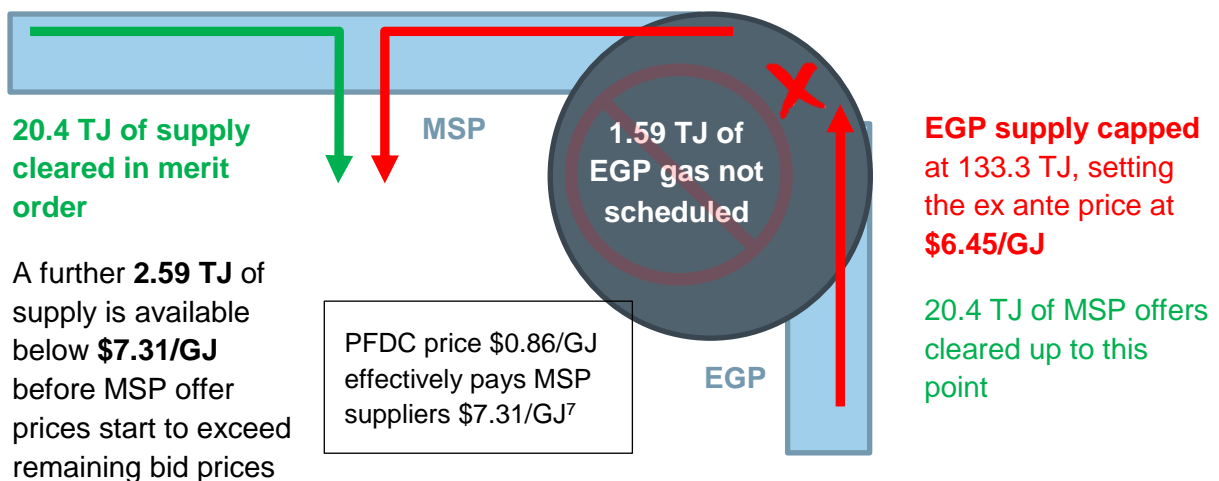 20.4 TJ of supply
cleared in merit
order
A further 2.59 TJ of
supply is available
below $7.31/GJ
before MSP offer
prices start to exceed
remaining bid prices
MSP
PFDC price $0.86/GJ
effectively pays MSP
suppliers $7.31/GJ7
1.59 TJ of
EGP gas not
scheduled
EGP
EGP supply capped
at 133.3 TJ, setting
the ex ante price at
$6.45/GJ
20.4 TJ of MSP offers
cleared up to this
point